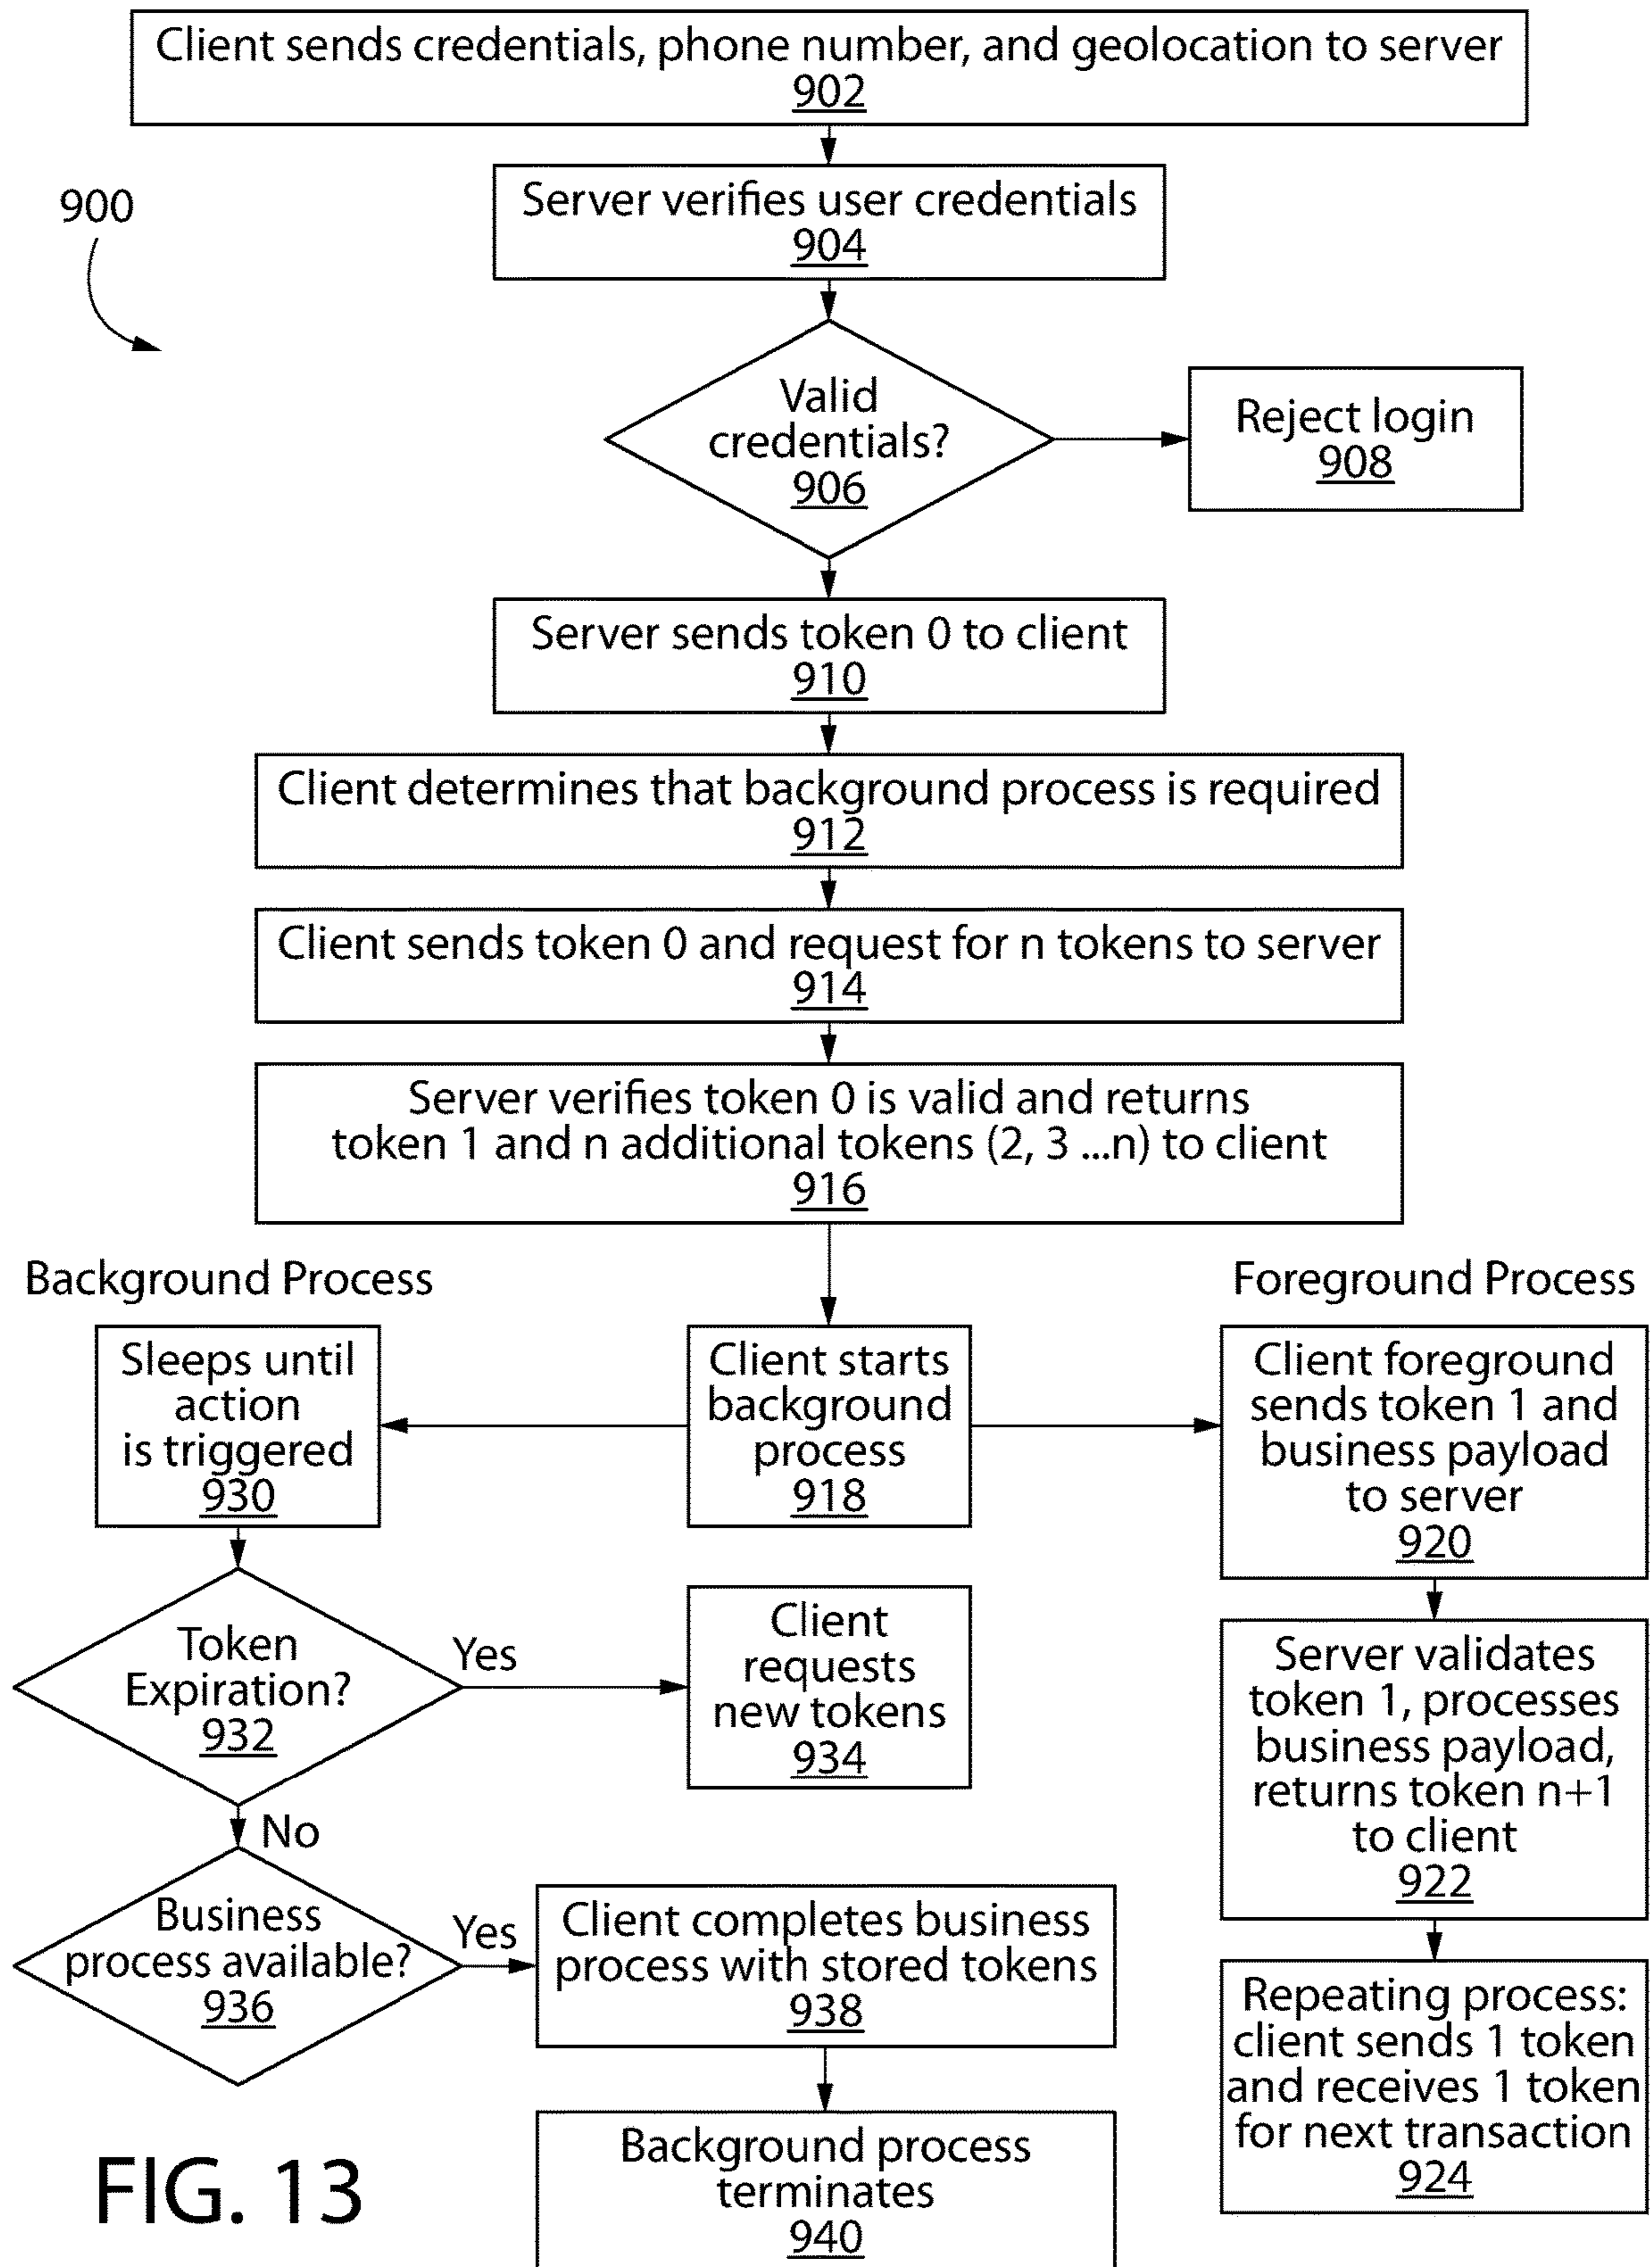 Client sends credentials, phone number, and geolocation to server
902
900
Server verifies user credentials
904
Valid
credentials?
906
Reject login
908
Server sends token 0 to client
910
Client determines that background process is required
912
Client sends token 0 and request for n tokens to server
914
Server verifies token 0 is valid and returns
token 1 and n additional tokens (2, 3 ...n) to client
916
Background Process
Foreground Process
Sleeps until
action
is triggered
930
Client starts
background
process
918
Client foreground
sends token 1 and
business payload
to server
920
Token
Expiration?
932
Yes
Client
requests
new tokens
934
Server validates
token 1, processes
business payload,
returns token n+1
to client
922
No
Business
process available?
936
Yes
Client completes business
process with stored tokens
938
Repeating process:
client sends 1 token
and receives 1 token
for next transaction
924
Background process
terminates
940
FIG. 13